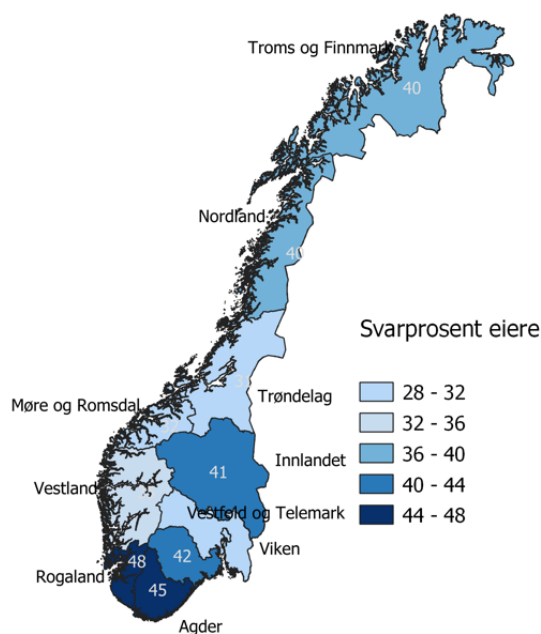 Troms og Finnmark
40
Nordland
40
Svarprosent eiere
28 - 32
32 - 36
36 - 40
40 - 44
44 - 48
Trøndelag
Møre og Romsdal
Innlandet
41
Vestland
Vestfold og Telemark
Viken
42
48
Rogaland
45
Agder